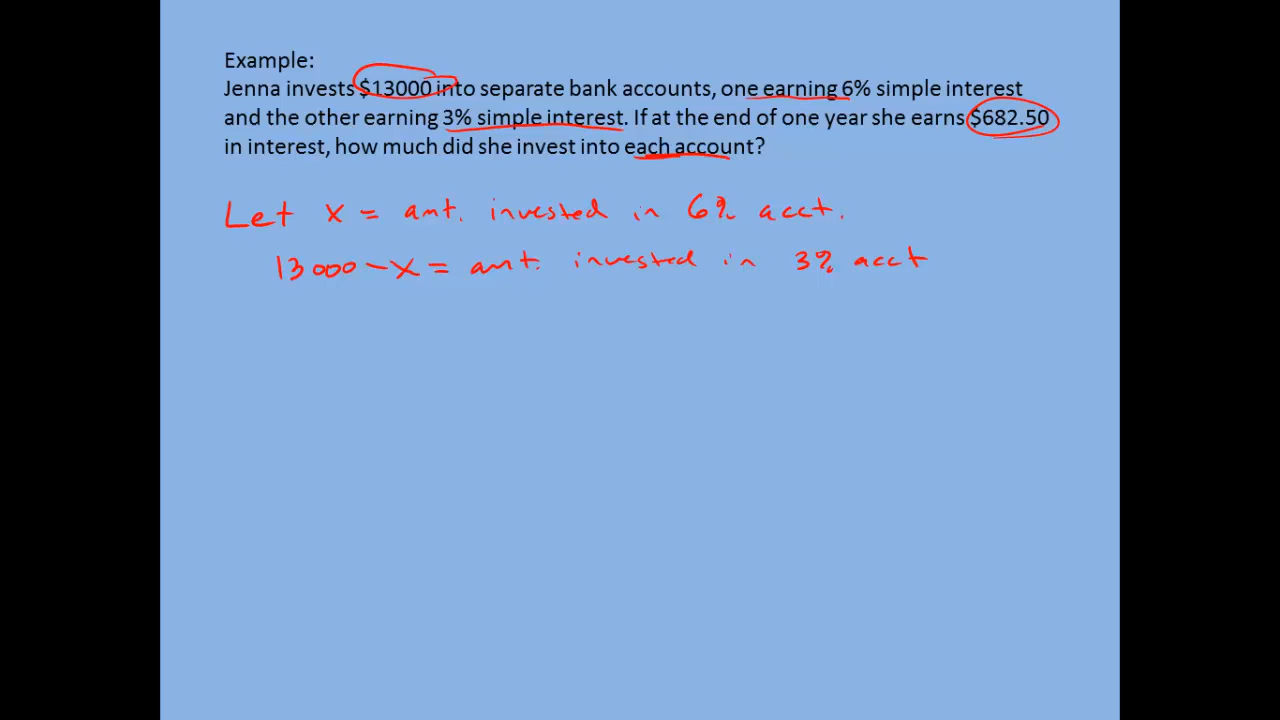 Example:
Jenna invests $13000 into separate bank accounts, one earning 6% simple interest
and the other earning 3% simple interest. If at the end of one year she earns $682.50
in interest, how much did she invest into each account?
Let x = amt. invested in 6% acct.
13000 - x = amt. invested in 3% acct